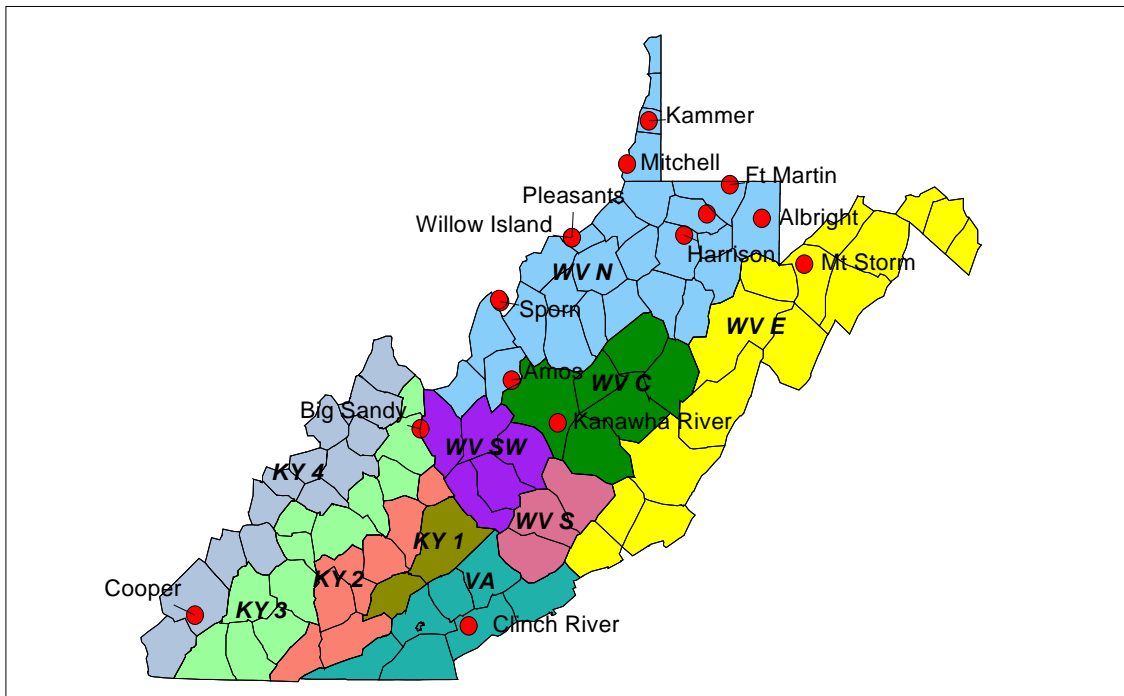 Kammer
Mitchell
Ft Martin
Pleasants
Albright
Willow Island
Harrison
WV N
Mt Storm
Sporn
WV E
Amos
WV C
Big Sandy
Kanawha River
WV SW
KY 4
WV S
KY 1
KY 2
VA
Cooper
KY 3
Clinch River